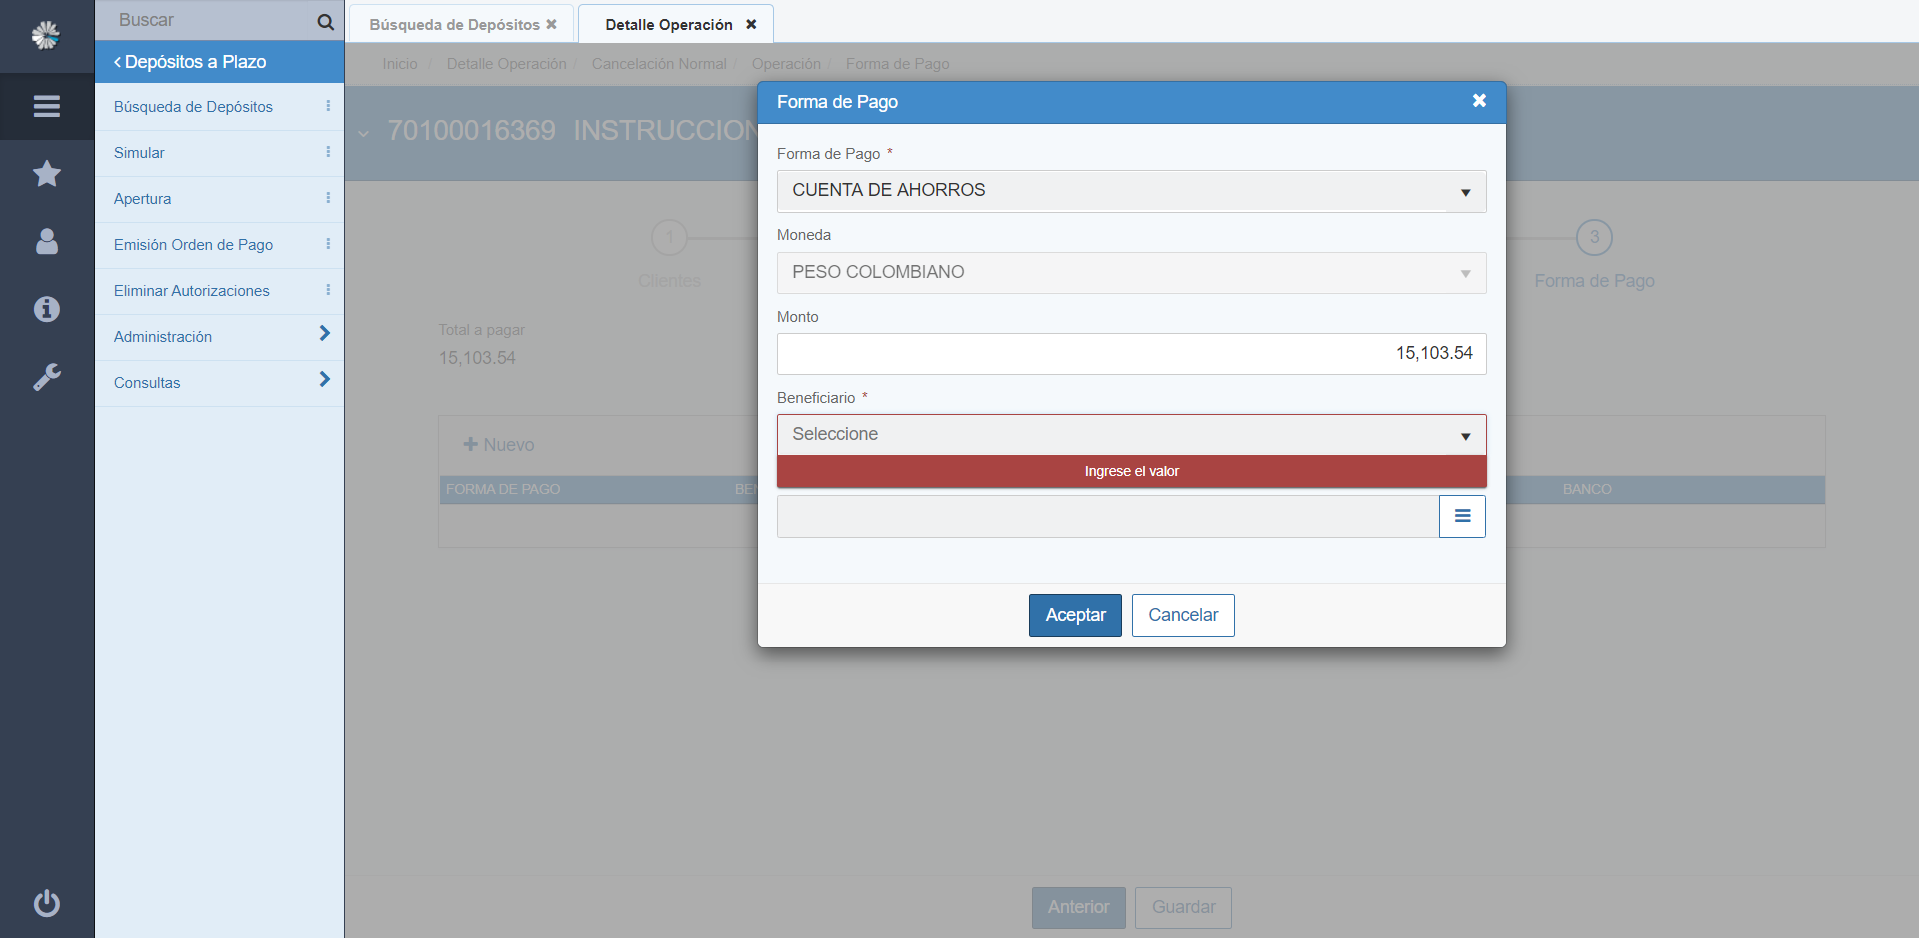 Buscar
Depósitos a Plazo
Búsqueda de Depósitos
Simular
Apertura
Emisión Orden de Pago
Eliminar Autorizaciones
Administración
Consultas
Búsqueda de Depósitos
Detalle Operación
Inicio / Detalle Operación / Cancelación Normal / Operación / Forma de Pago
70100016369 INSTRUCCION
1
Clientes
3
Forma de Pago
Total a pagar
15,103.54
Nuevo
FORMA DE PAGO BEN BANCO
Forma de Pago
Forma de Pago *
CUENTA DE AHORROS
Moneda
PESO COLOMBIANO
Monto
15,103.54
Beneficiario *
Seleccione
Ingrese el valor
Aceptar Cancelar
Anterior Guardar